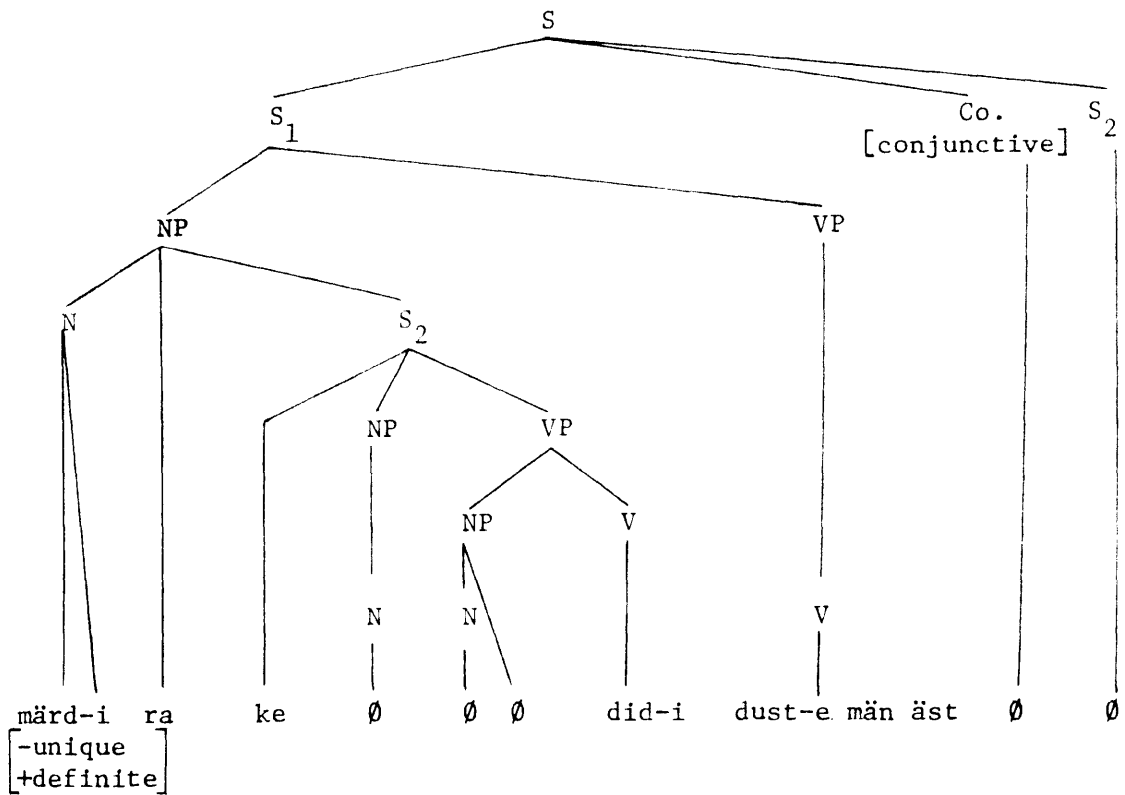 S
S₁ Co. S₂
[conjunctive]
NP VP
N S₂
NP VP
NP V
N N V
märd-i ra ke Ø Ø Ø did-i dust-e män äst Ø Ø
[-unique
+definite]